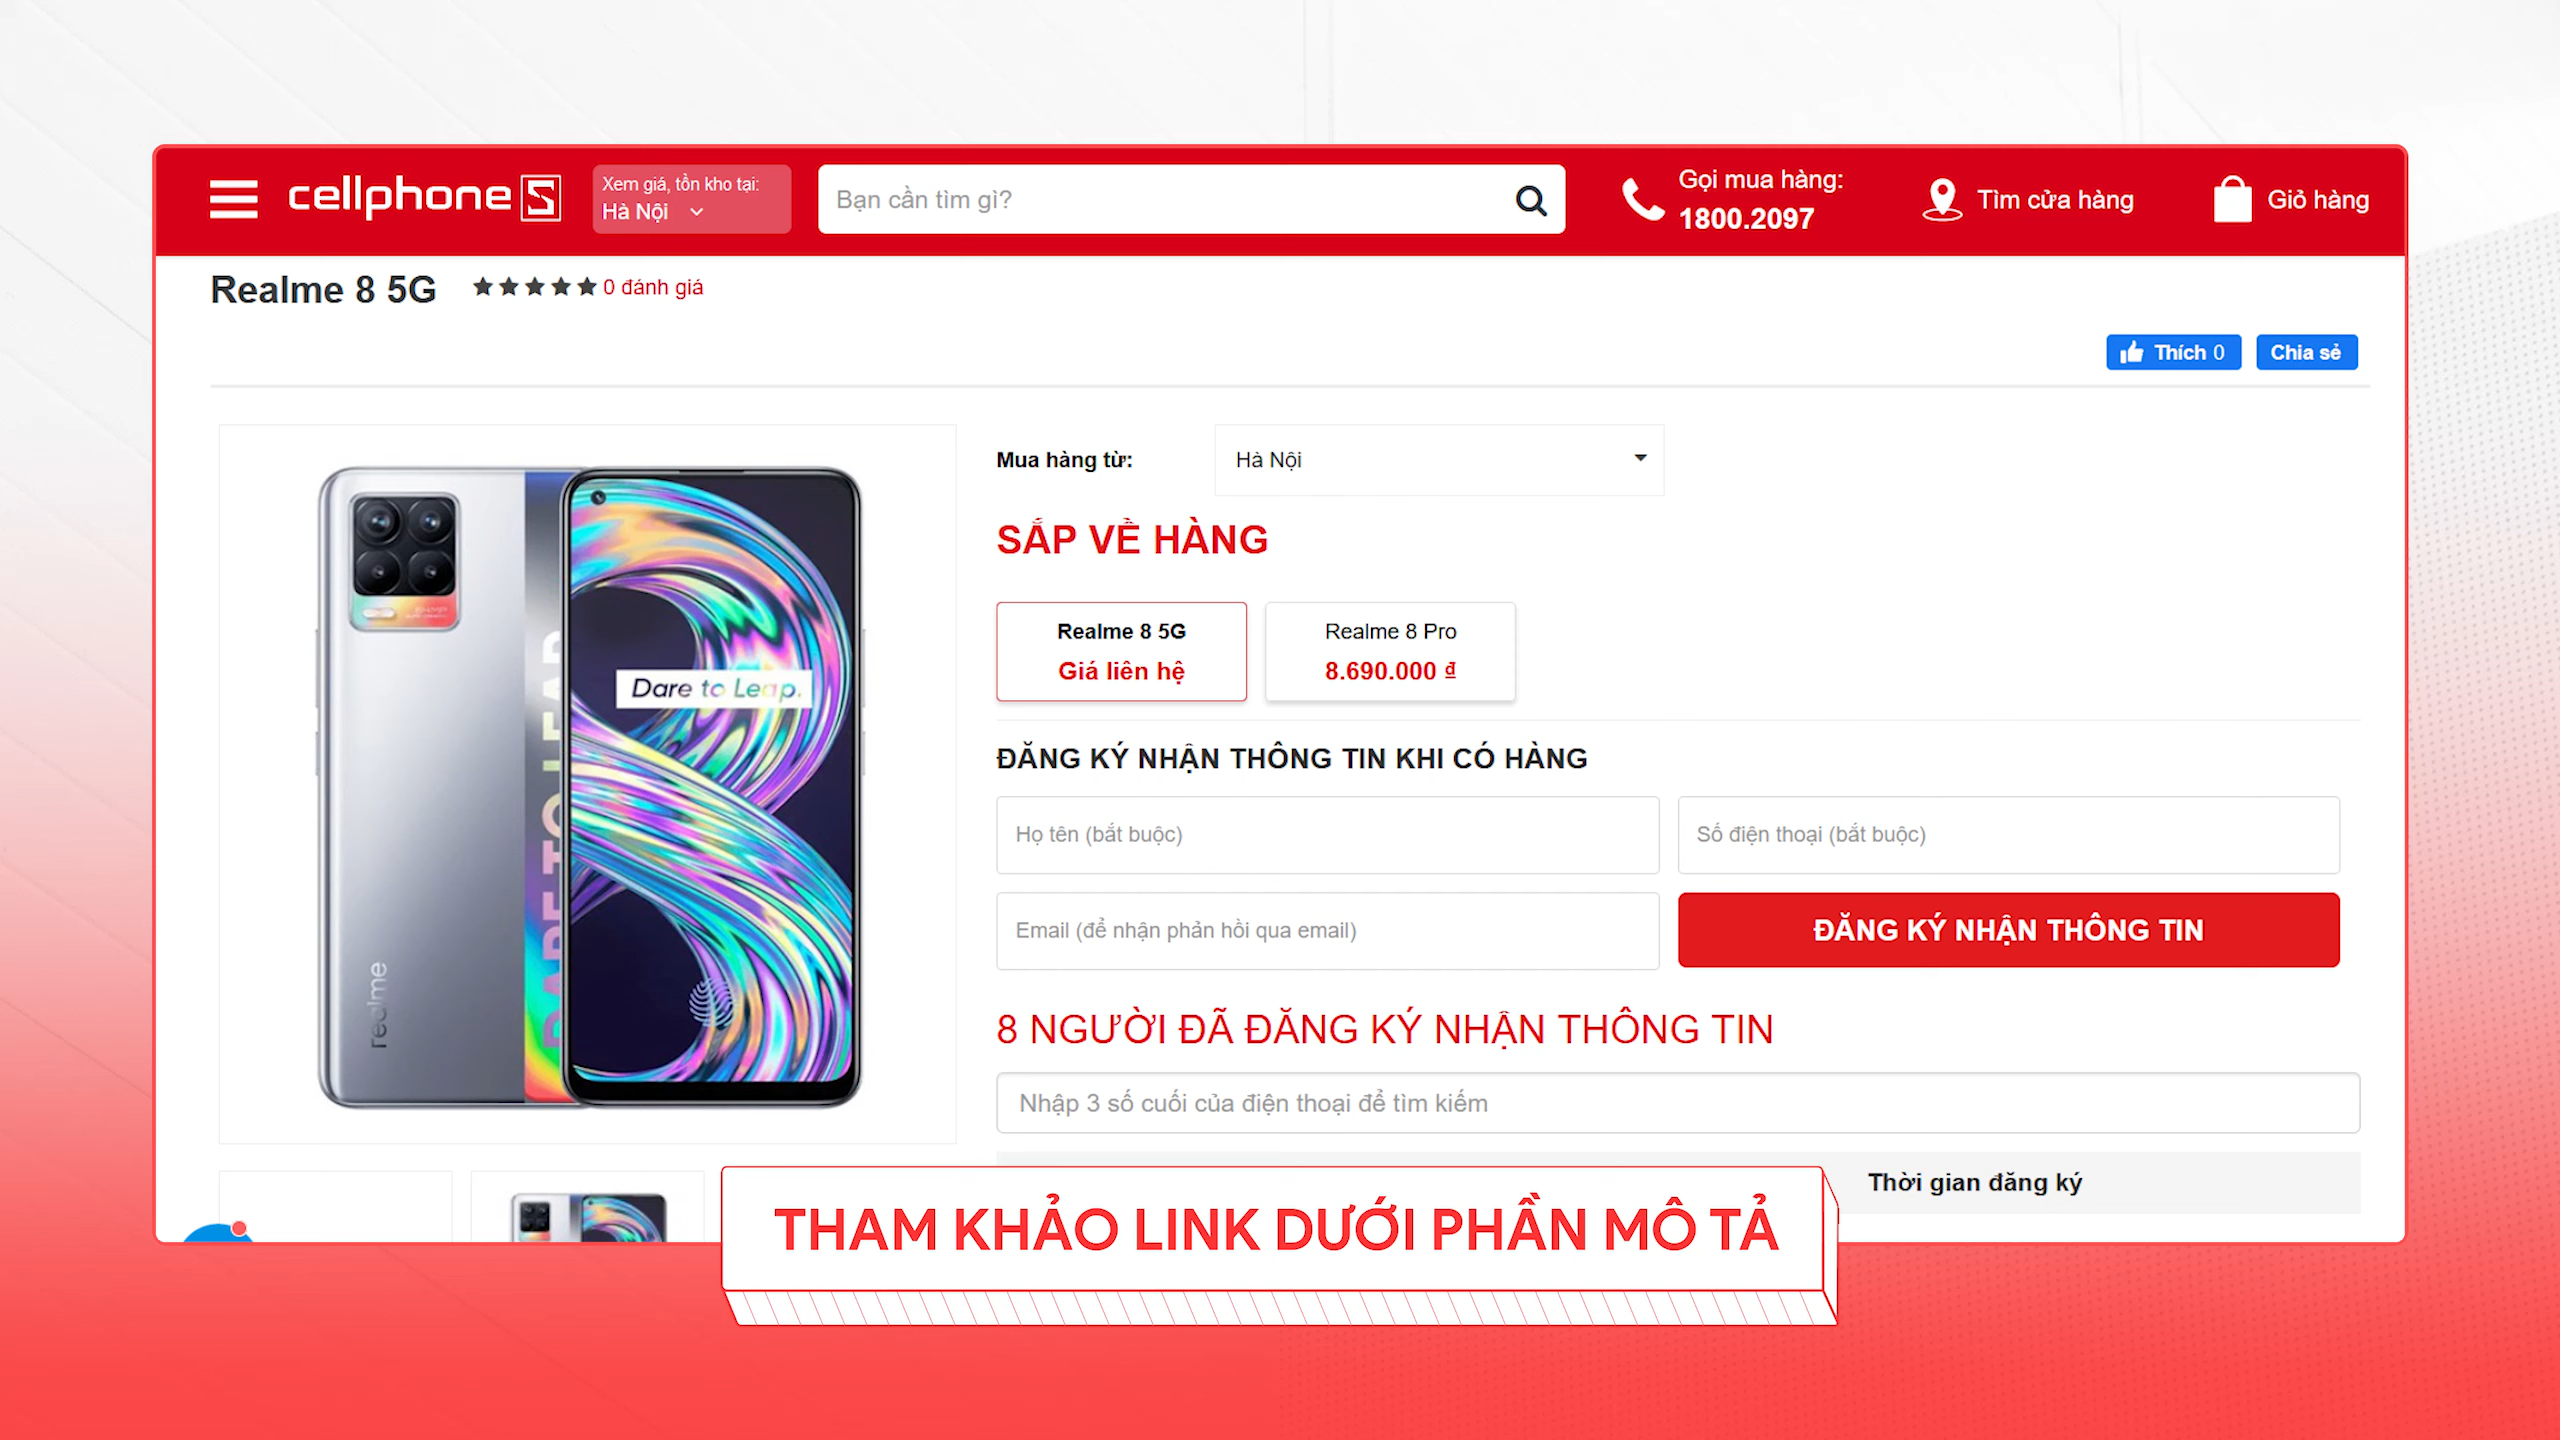 cellphoneS
Xem giá, tồn kho tại:
Hà Nội
Bạn cần tìm gì?
Gọi mua hàng:
1800.2097
Tìm cửa hàng
Giỏ hàng
Realme 8 5G
0 đánh giá
Thích 0
Chia sẻ
Mua hàng từ:
Hà Nội
SẮP VỀ HÀNG
Realme 8 5G
Giá liên hệ
Realme 8 Pro
8.690.000 ₫
Dare to Leap.
DARE TO LEAP
realme
ĐĂNG KÝ NHẬN THÔNG TIN KHI CÓ HÀNG
Họ tên (bắt buộc)
Số điện thoại (bắt buộc)
Email (để nhận phản hồi qua email)
ĐĂNG KÝ NHẬN THÔNG TIN
8 NGƯỜI ĐÃ ĐĂNG KÝ NHẬN THÔNG TIN
Nhập 3 số cuối của điện thoại để tìm kiếm
Thời gian đăng ký
THAM KHẢO LINK DƯỚI PHẦN MÔ TẢ